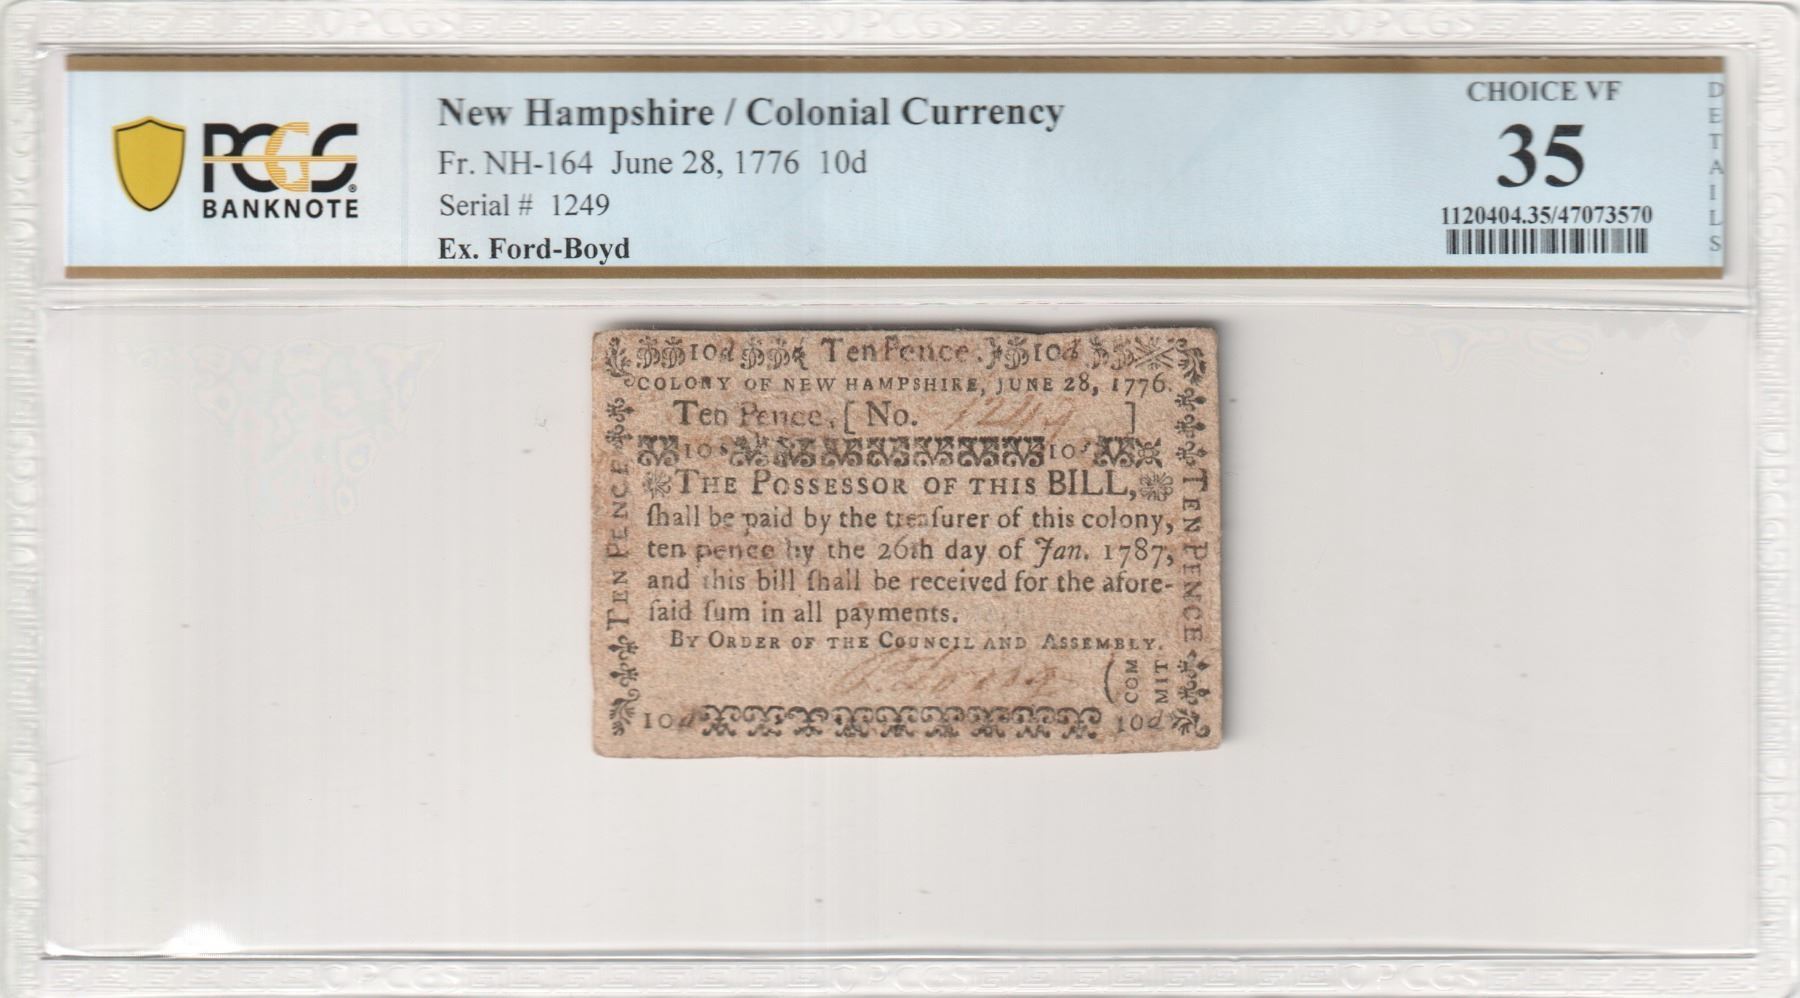 PCGS
BANKNOTE
New Hampshire / Colonial Currency
Fr. NH-164 June 28, 1776 10d
Serial # 1249
Ex. Ford-Boyd
CHOICE VF
35
1120404.35/47073570
DETAILS
10d Ten Pence. 10d
COLONY OF NEW HAMPSHIRE, JUNE 28, 1776.
Ten Pence, [ No. 1249 ]
THE POSSESSOR OF THIS BILL,
ſhall be paid by the treaſurer of this colony,
ten pence by the 26th day of Jan. 1787,
and this bill ſhall be received for the afore-
ſaid ſum in all payments.
BY ORDER OF THE COUNCIL AND ASSEMBLY.
( COM
MIT
10d 10d
TEN PENCE
TEN PENCE